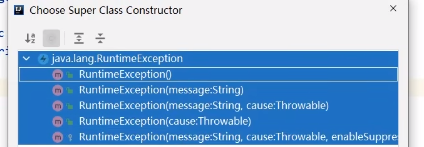 Choose Super Class Constructor
java.lang.RuntimeException
RuntimeException()
RuntimeException(message:String)
RuntimeException(message:String, cause:Throwable)
RuntimeException(cause:Throwable)
RuntimeException(message:String, cause:Throwable, enableSuppre